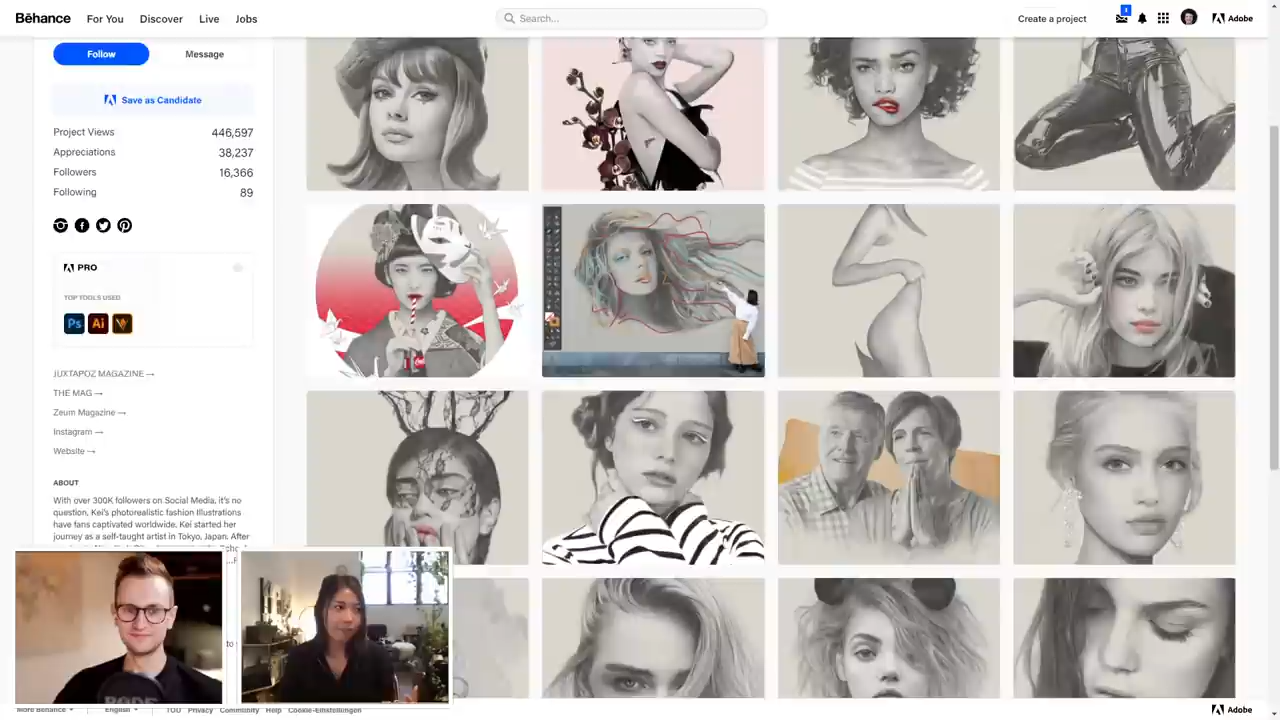 Bēhance For You Discover Live Jobs Search... Create a project Adobe
Follow Message
Save as Candidate
Project Views 446,597
Appreciations 38,237
Followers 16,366
Following 89
PRO
TOP TOOLS USED
Ps Ai
JUXTAPOZ MAGAZINE →
THE MAG →
Zeum Magazine →
Instagram →
Website →
ABOUT
With over 300K followers on Social Media, it's no
question, Kei's photorealistic fashion Illustrations
have fans captivated worldwide. Kei started her
journey as a self-taught artist in Tokyo, Japan. After
to
More Behance English TOU Privacy Community Help Cookie-Einstellungen Adobe